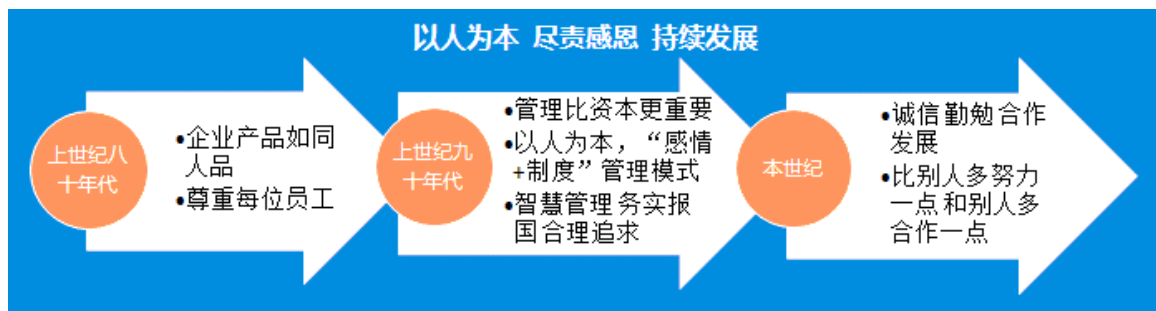 以人为本 尽责感恩 持续发展
上世纪八
十年代
•企业产品如同
人品
•尊重每位员工
上世纪九
十年代
•管理比资本更重要
•以人为本，“感情
+制度”管理模式
•智慧管理务实报
国合理追求
本世纪
•诚信勤勉合作
发展
•比别人多努力
一点和别人多
合作一点